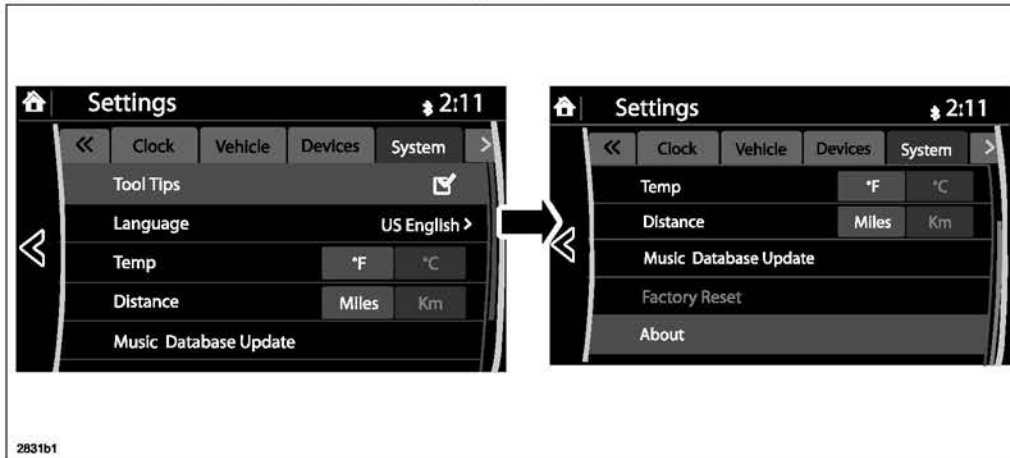 Settings 2:11
« Clock Vehicle Devices System >
Tool Tips
Language US English >
Temp °F °C
Distance Miles Km
Music Database Update
Settings 2:11
« Clock Vehicle Devices System >
Temp °F °C
Distance Miles Km
Music Database Update
Factory Reset
About
2831b1